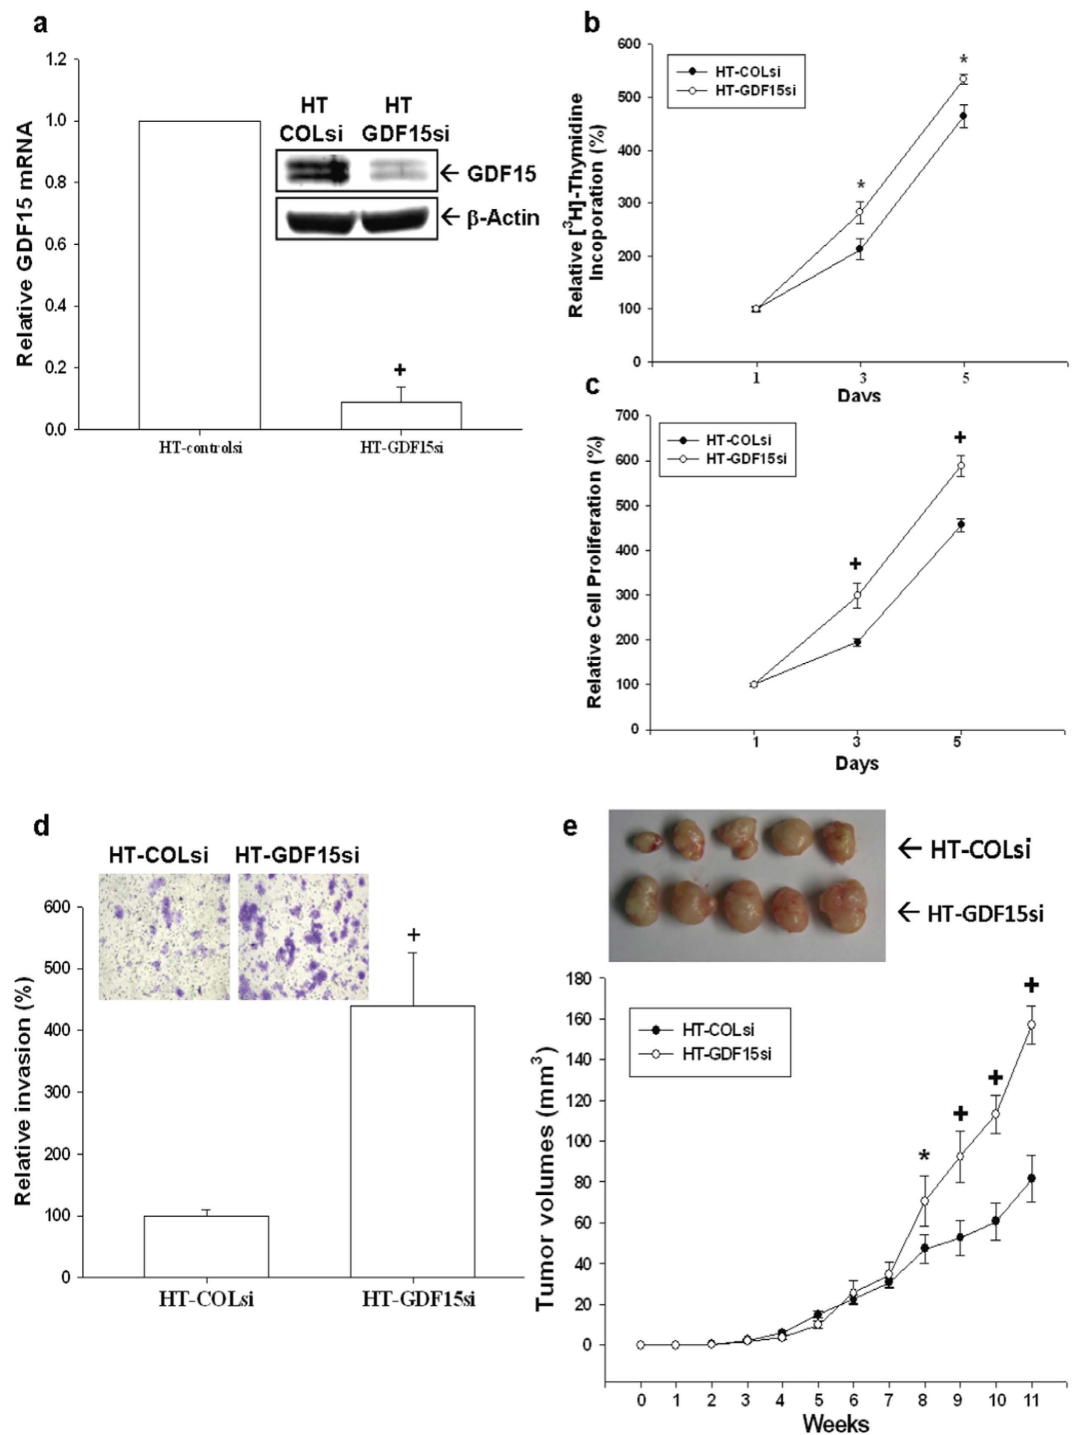 a
Relative GDF15 mRNA
1.2
1.0
0.8
0.6
0.4
0.2
0.0
HT HT
COLsi GDF15si
← GDF15
← β-Actin
+
HT-controlsi HT-GDF15si
b
Relative [³H]-Thymidine
Incoporation (%)
600
500
400
300
200
100
0
HT-COLsi
HT-GDF15si
*
*
1 3 5
Days
c
Relative Cell Proliferation (%)
700
600
500
400
300
200
100
0
HT-COLsi
HT-GDF15si
+
+
1 3 5
Days
d
HT-COLsi HT-GDF15si
Relative invasion (%)
600
500
400
300
200
100
0
+
HT-COLsi HT-GDF15si
e
← HT-COLsi
← HT-GDF15si
Tumor volumes (mm³)
180
160
140
120
100
80
60
40
20
0
HT-COLsi
HT-GDF15si
*
+
+
+
0 1 2 3 4 5 6 7 8 9 10 11
Weeks